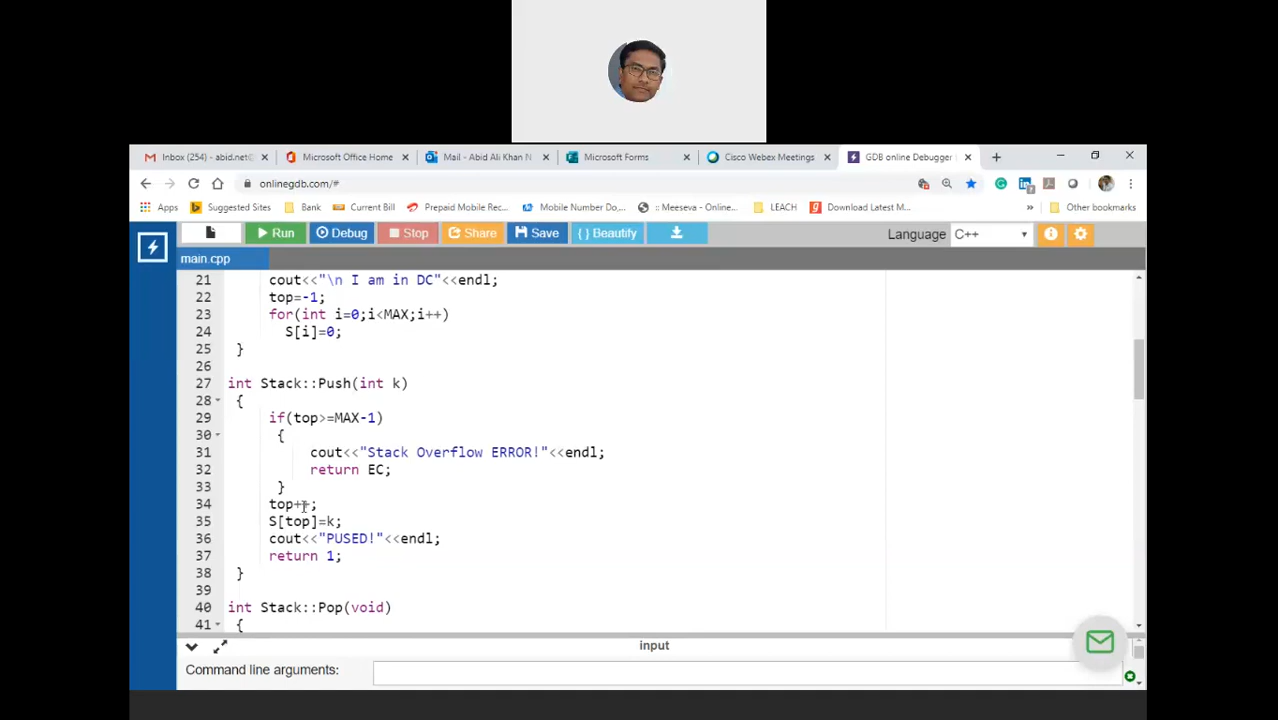 Inbox (254) - abid.net@
Microsoft Office Home
Mail - Abid Ali Khan N
Microsoft Forms
Cisco Webex Meetings
GDB online Debugger
onlinegdb.com/#
Apps
Suggested Sites
Bank
Current Bill
Prepaid Mobile Rec...
Mobile Number Do,...
:: Meeseva - Online...
LEACH
Download Latest M...
Other bookmarks
Run
Debug
Stop
Share
Save
{ } Beautify
Language C++
main.cpp
21 cout<<"\n I am in DC"<<endl;
22 top=-1;
23 for(int i=0;i<MAX;i++)
24 S[i]=0;
25 }
26
27 int Stack::Push(int k)
28 {
29 if(top>=MAX-1)
30 {
31 cout<<"Stack Overflow ERROR!"<<endl;
32 return EC;
33 }
34 top++;
35 S[top]=k;
36 cout<<"PUSED!"<<endl;
37 return 1;
38 }
39
40 int Stack::Pop(void)
41 {
input
Command line arguments: